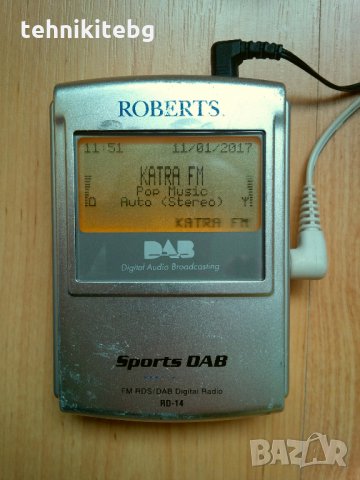 tehnikitebg
ROBERTS
11:51 11/01/2017
KATRA FM
Pop Music
Auto (Stereo)
KATRA FM
DAB
Digital Audio Broadcasting
Sports DAB
FM RDS/DAB Digital Radio
RD-14
BAZAR